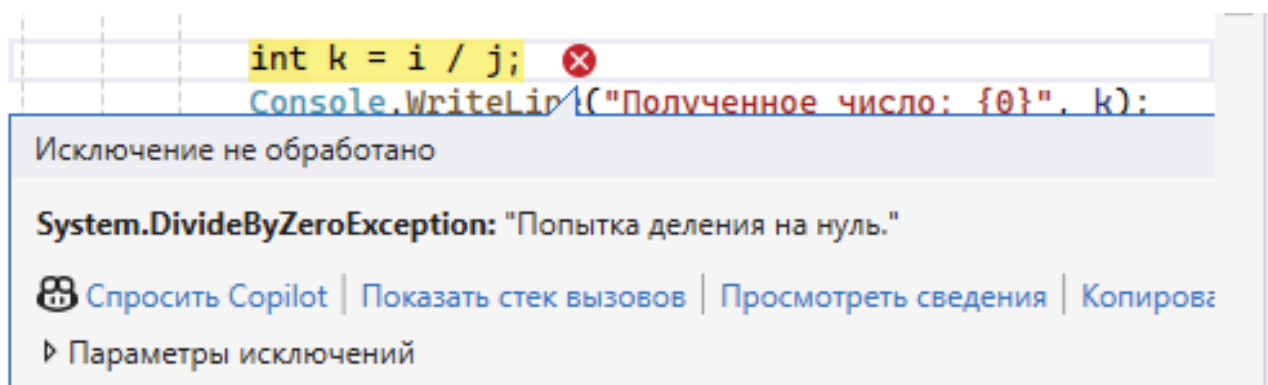 int k = i / j;
Console.WriteLine("Полученное число: {0}", k);
Исключение не обработано
System.DivideByZeroException: "Попытка деления на нуль."
Спросить Copilot | Показать стек вызовов | Просмотреть сведения | Копирова
Параметры исключений